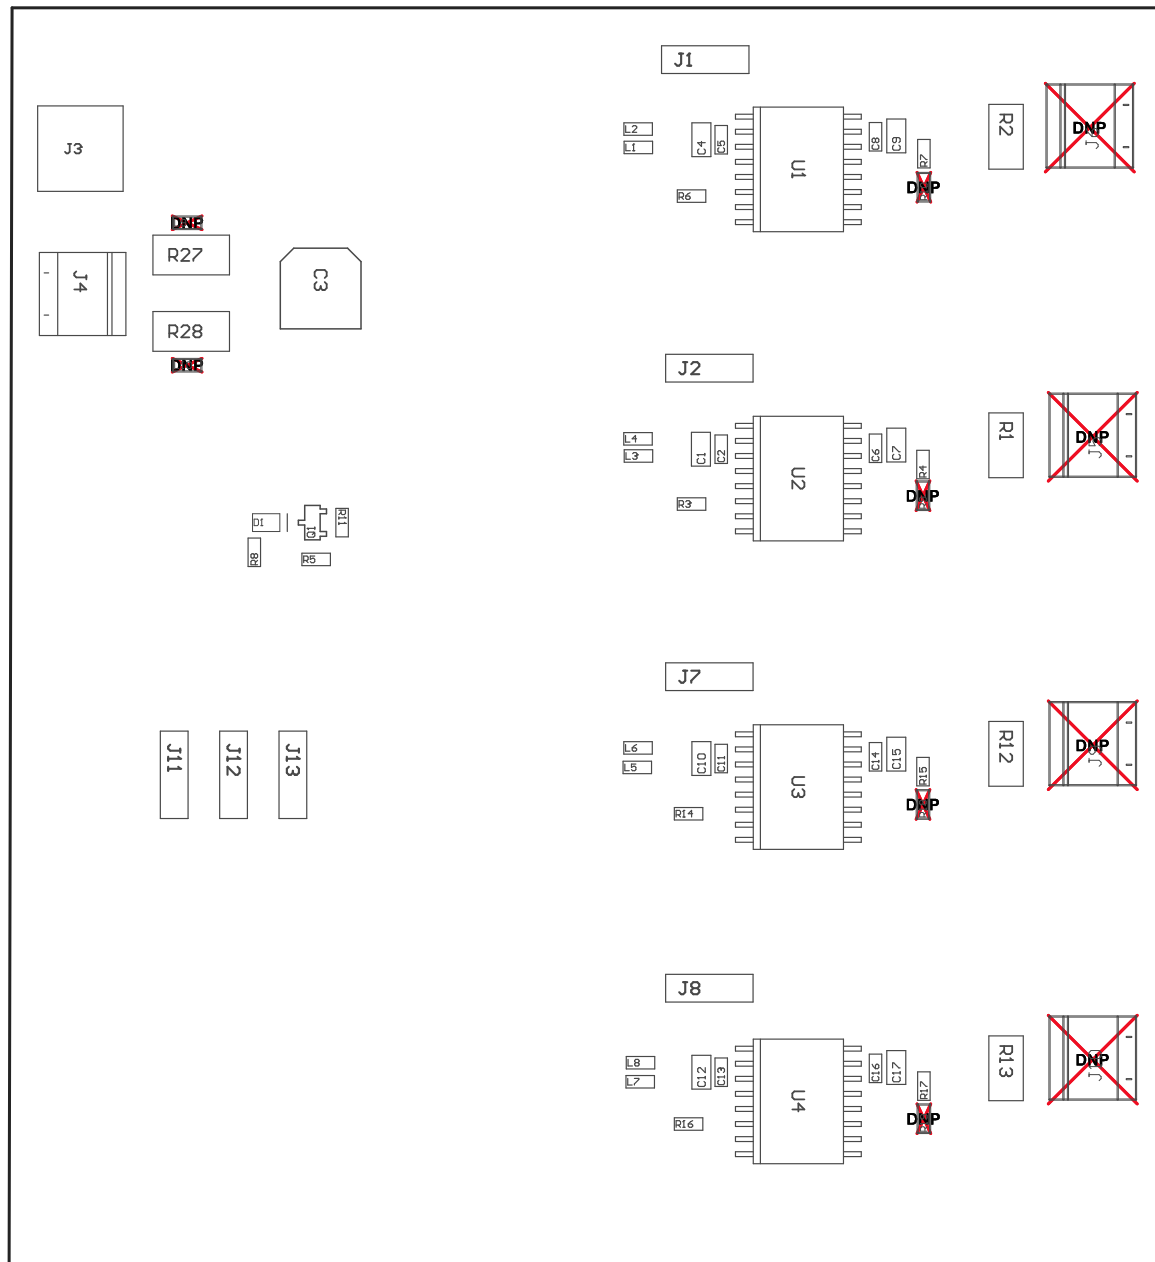 J1
J3
L2
L1
C4
C5
R6
U1
C8
C9
R7
DNP
R2
DNP
DNP
R27
J4
R28
DNP
C3
J2
L4
L3
C1
C2
R3
U2
C6
C7
R4
DNP
R1
DNP
D1
Q1
R11
R8
R5
J7
L6
L5
C10
C11
R14
U3
C14
C15
R15
DNP
R12
DNP
J11
J12
J13
J8
L8
L7
C12
C13
R16
U4
C16
C17
R17
DNP
R13
DNP